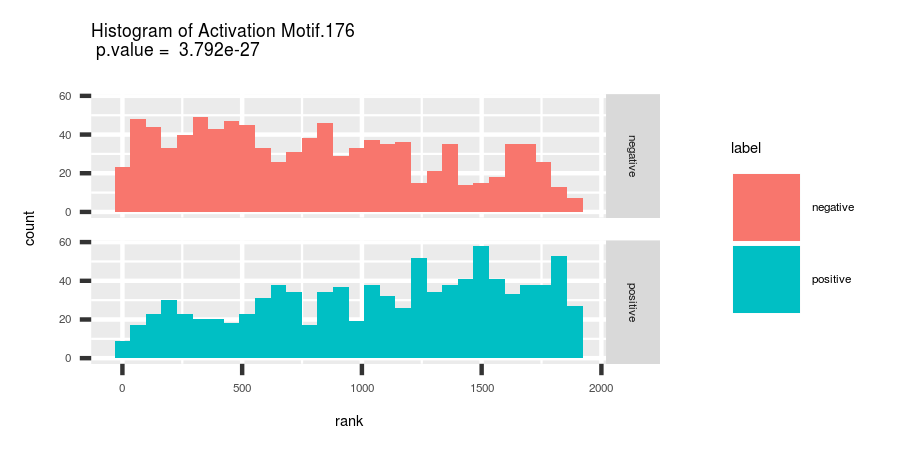 Histogram of Activation Motif.176
p.value = 3.792e-27
60
40
20
0
negative
60
40
20
0
positive
0 500 1000 1500 2000
rank
count
label
negative
positive